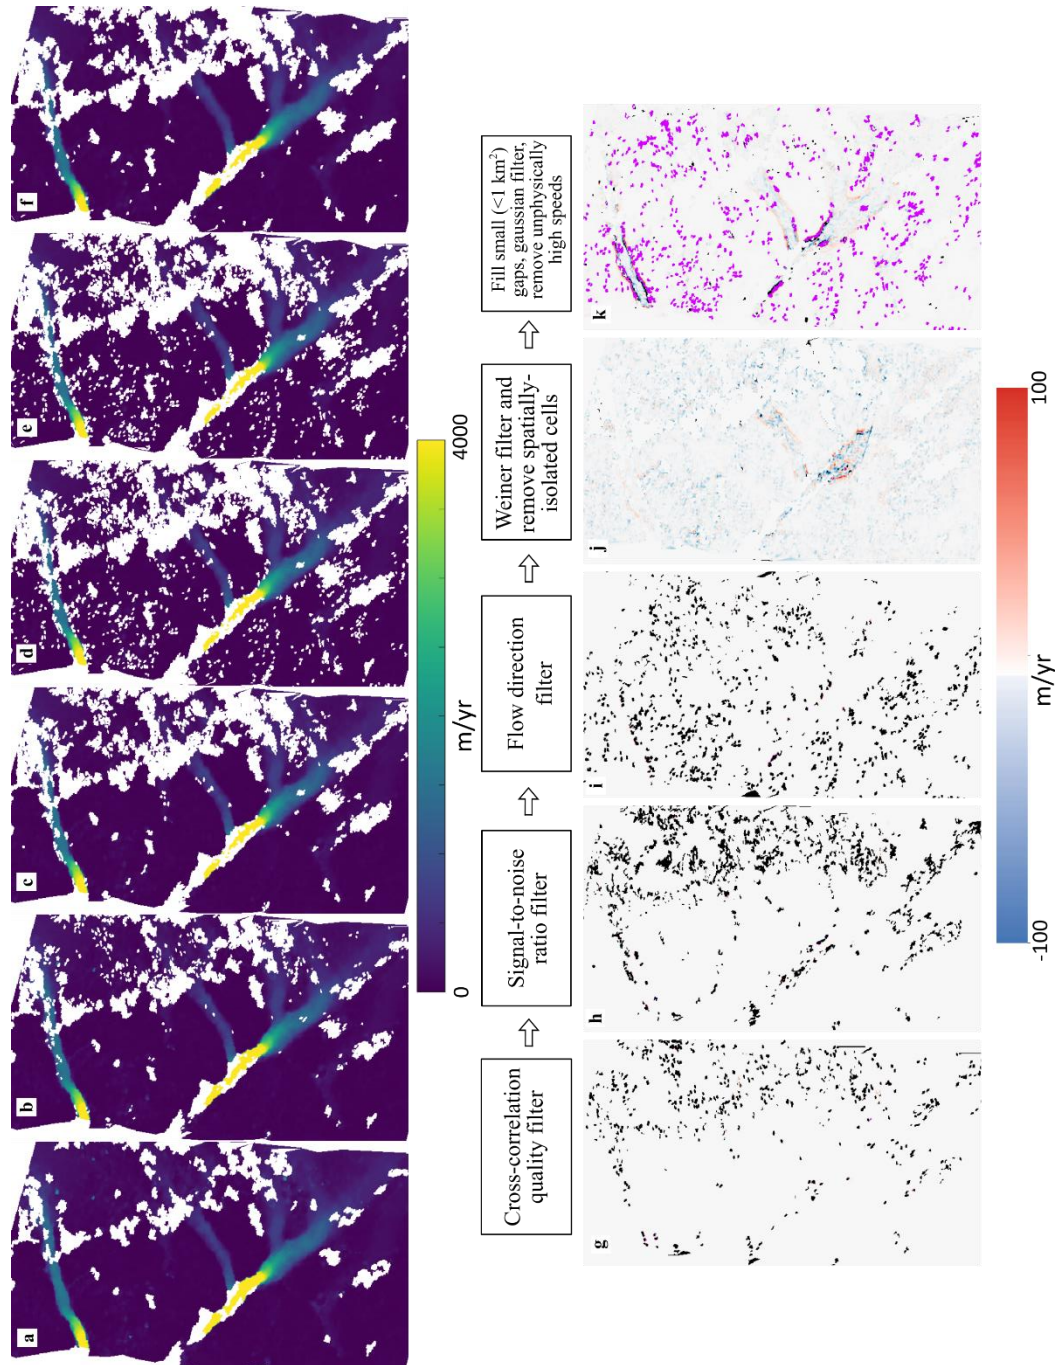 a
b
c
d
e
f
0
4000
m/yr
Cross-correlation
quality filter
Signal-to-noise
ratio filter
Flow direction
filter
Weiner filter and
remove spatially-
isolated cells
Fill small (<1 km²)
gaps, gaussian filter,
remove unphysically
high speeds
g
h
i
j
k
-100
100
m/yr